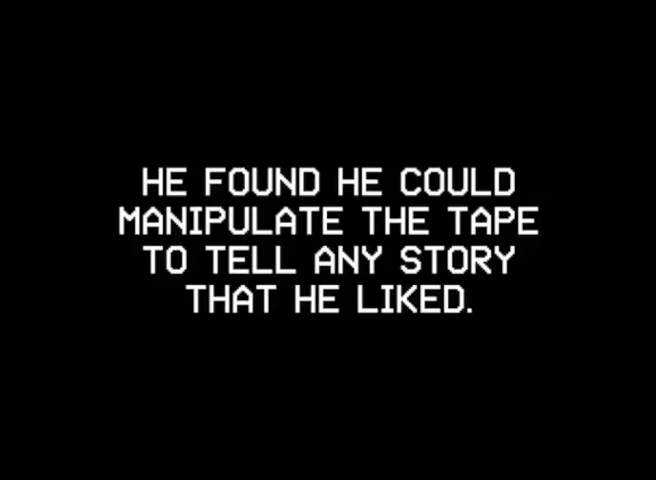 HE FOUND HE COULD
MANIPULATE THE TAPE
TO TELL ANY STORY
THAT HE LIKED.